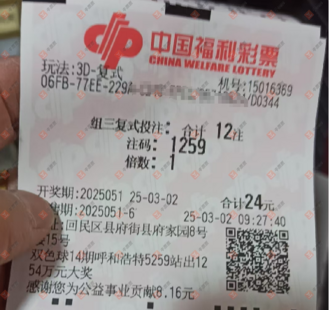 中国福利彩票
CHINA WELFARE LOTTERY
玩法:3D-复式
机号:15016369
06FB-77EE-229A
/D0344
组三复式投注: 合计 12注
注码: 1259
倍数: 1
开奖期:2025051 25-03-02 合计24元
出期:2025051-6 25-03-02 09:27:40
:回民区县府街县府家园8号
15号
双色球14期呼和浩特5259站出12
54万元大奖
感谢您为公益事业贡献8.16元